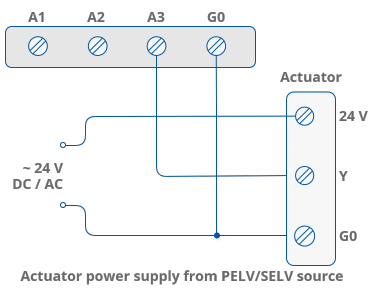 A1 A2 A3 G0
Actuator
24 V
~ 24 V
DC / AC
Y
G0
Actuator power supply from PELV/SELV source